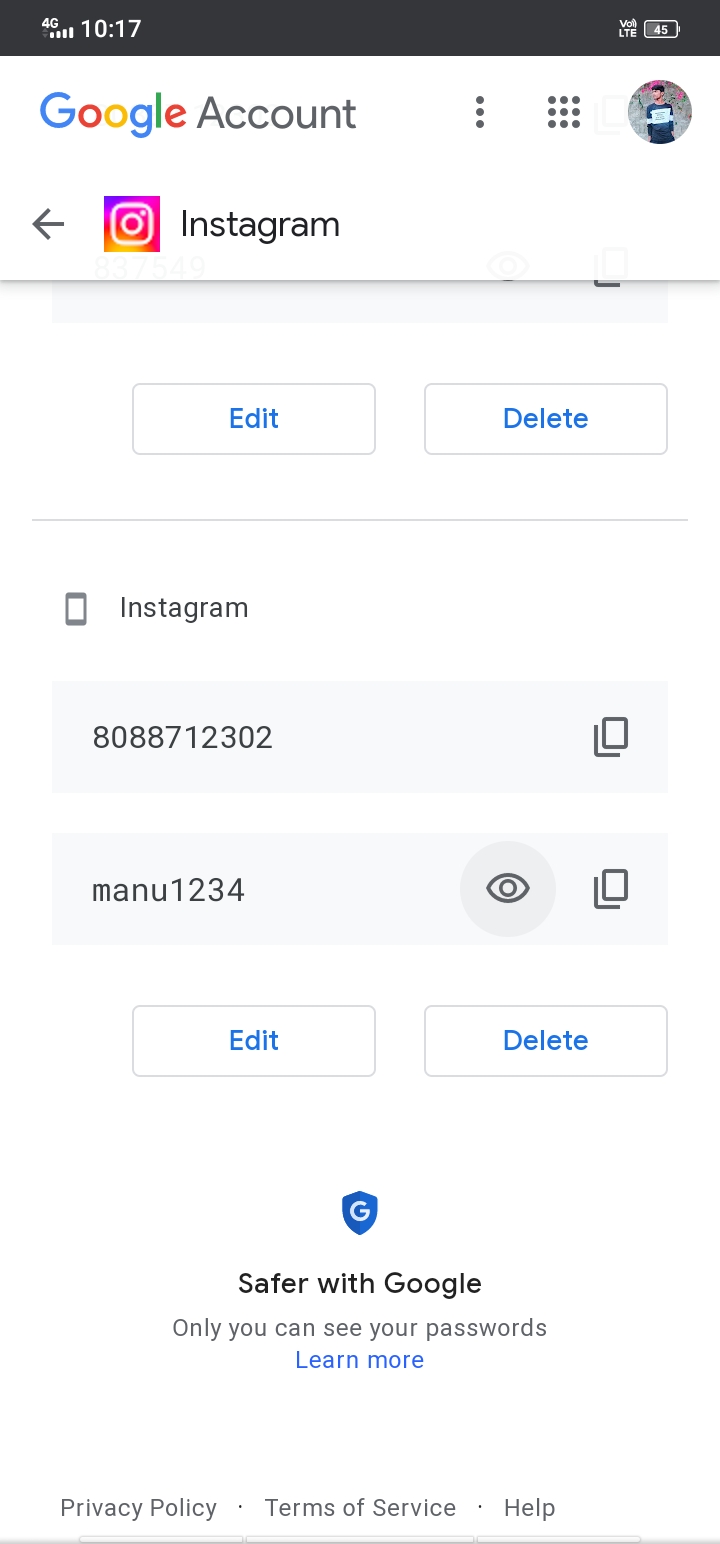 4G 10:17 VoD LTE 45
Google Account
Instagram
837549
Edit Delete
Instagram
8088712302
manu1234
Edit Delete
G
Safer with Google
Only you can see your passwords
Learn more
Privacy Policy · Terms of Service · Help